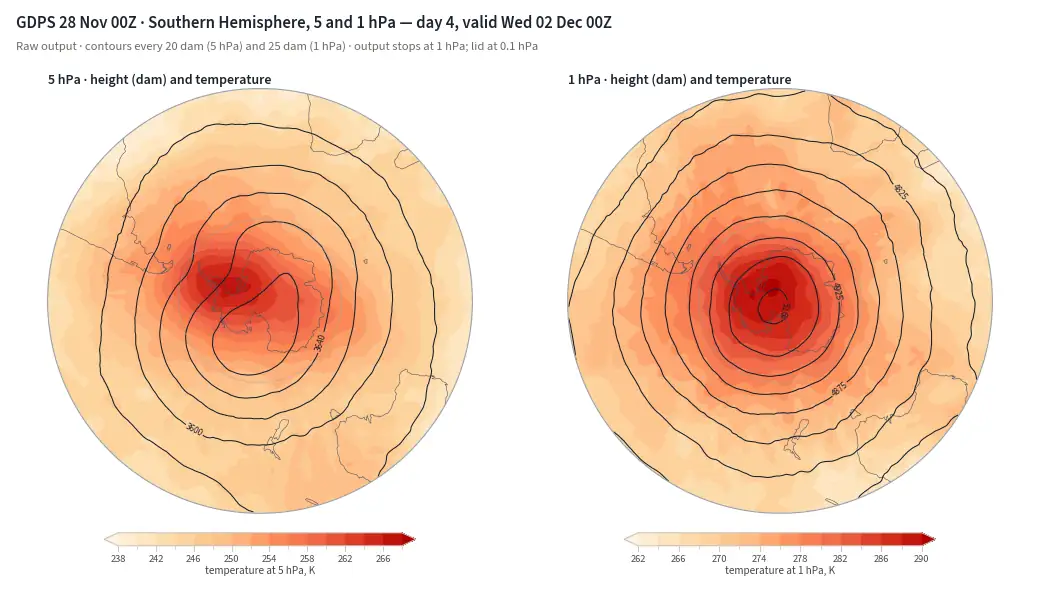 GDPS 28 Nov 00Z · Southern Hemisphere, 5 and 1 hPa — day 4, valid Wed 02 Dec 00Z
Raw output · contours every 20 dam (5 hPa) and 25 dam (1 hPa) · output stops at 1 hPa; lid at 0.1 hPa
5 hPa · height (dam) and temperature
1 hPa · height (dam) and temperature
4825
4925
3640
4875
3600
238 242 246 250 254 258 262 266
temperature at 5 hPa, K
262 266 270 274 278 282 286 290
temperature at 1 hPa, K